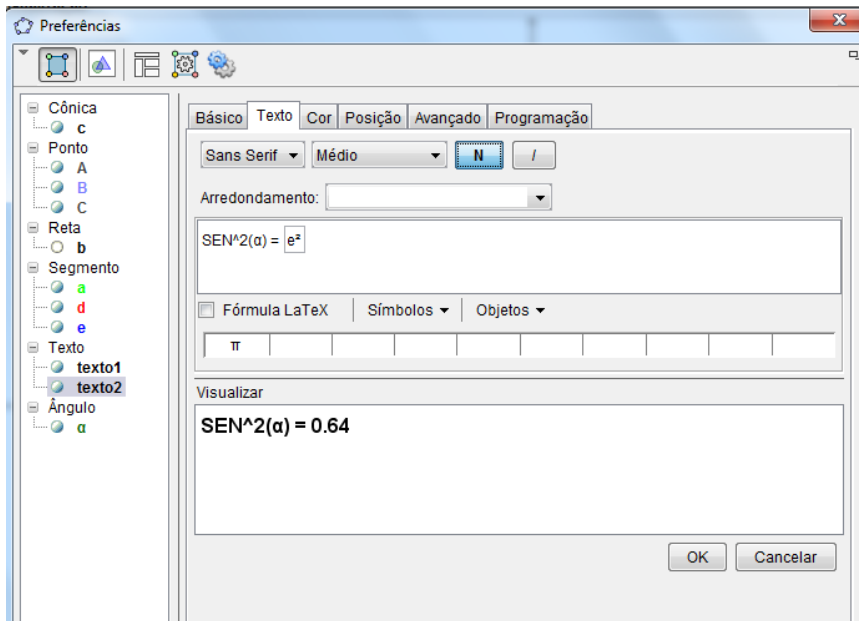 Preferências
Cônica
c
Ponto
A
B
C
Reta
b
Segmento
a
d
e
Texto
texto1
texto2
Ângulo
α
Básico Texto Cor Posição Avançado Programação
Sans Serif Médio N I
Arredondamento:
SEN^2(α) = e²
Fórmula LaTeX Símbolos Objetos
π
Visualizar
SEN^2(α) = 0.64
OK Cancelar